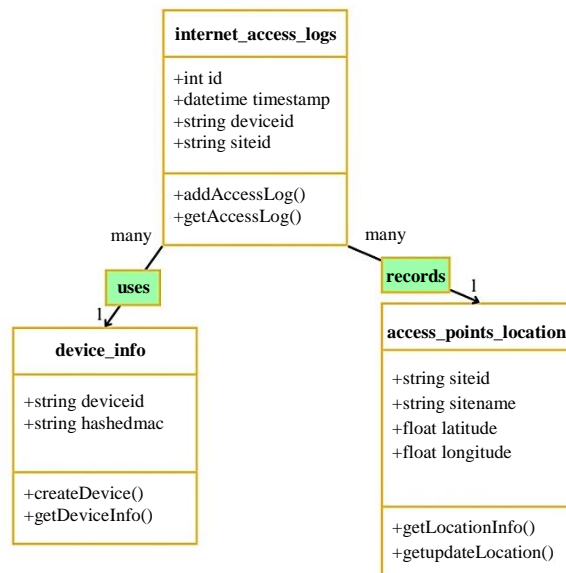 internet_access_logs
+int id
+datetime timestamp
+string deviceid
+string siteid
+addAccessLog()
+getAccessLog()
many
many
uses
records
1
1
device_info
+string deviceid
+string hashedmac
+createDevice()
+getDeviceInfo()
access_points_location
+string siteid
+string sitename
+float latitude
+float longitude
+getLocationInfo()
+getupdateLocation()